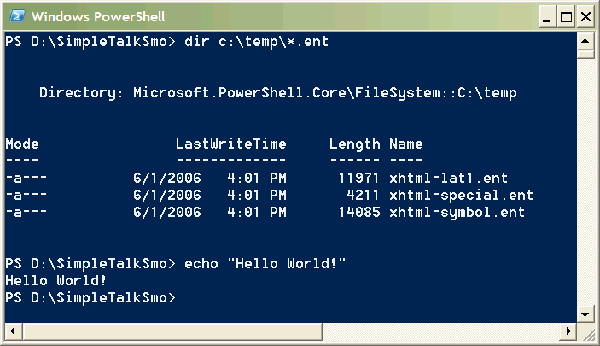 Windows PowerShell
PS D:\SimpleTalkSmo> dir c:\temp\*.ent
Directory: Microsoft.PowerShell.Core\FileSystem::C:\temp
Mode LastWriteTime Length Name
---- ------------- ------ ----
-a--- 6/1/2006 4:01 PM 11971 xhtml-lat1.ent
-a--- 6/1/2006 4:01 PM 4211 xhtml-special.ent
-a--- 6/1/2006 4:01 PM 14085 xhtml-symbol.ent
PS D:\SimpleTalkSmo> echo "Hello World!"
Hello World!
PS D:\SimpleTalkSmo>